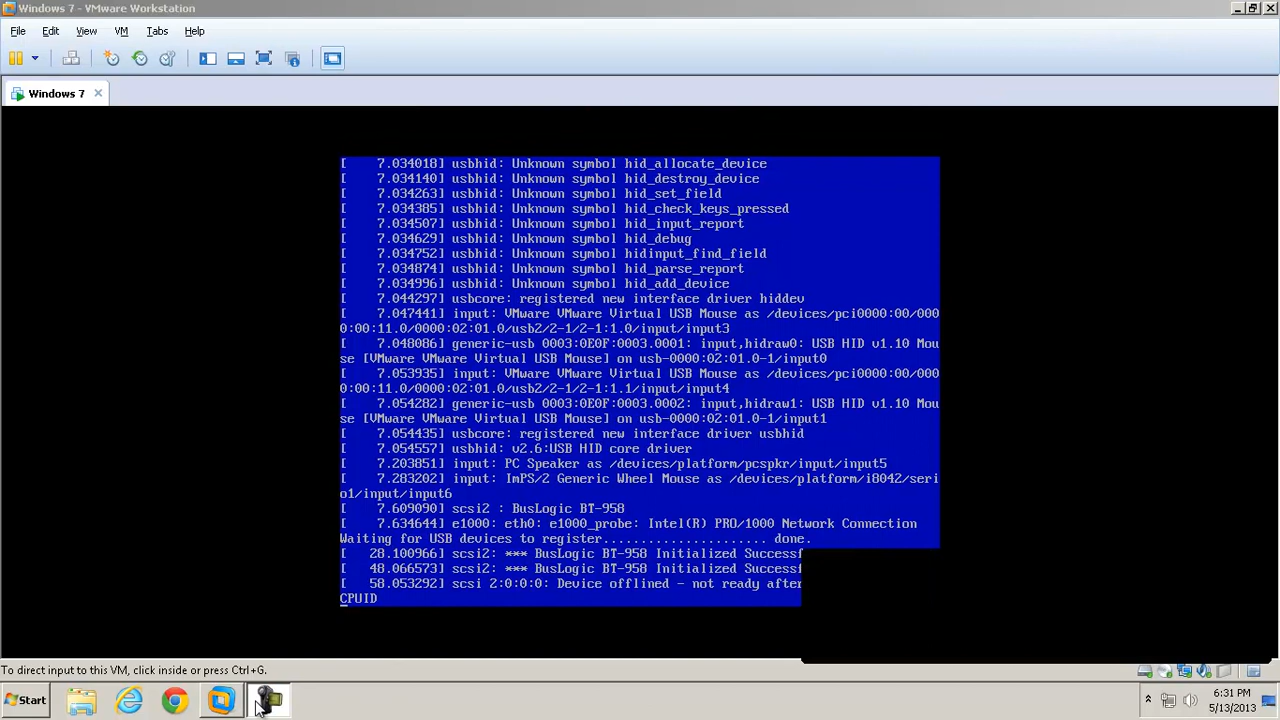 Windows 7 - VMware Workstation
File Edit View VM Tabs Help
Windows 7
[ 7.034018] usbhid: Unknown symbol hid_allocate_device
[ 7.034140] usbhid: Unknown symbol hid_destroy_device
[ 7.034263] usbhid: Unknown symbol hid_set_field
[ 7.034385] usbhid: Unknown symbol hid_check_keys_pressed
[ 7.034507] usbhid: Unknown symbol hid_input_report
[ 7.034629] usbhid: Unknown symbol hid_debug
[ 7.034752] usbhid: Unknown symbol hidinput_find_field
[ 7.034874] usbhid: Unknown symbol hid_parse_report
[ 7.034996] usbhid: Unknown symbol hid_add_device
[ 7.044297] usbcore: registered new interface driver hiddev
[ 7.047441] input: VMware VMware Virtual USB Mouse as /devices/pci0000:00/000
0:00:11.0/0000:02:01.0/usb2/2-1/2-1:1.0/input/input3
[ 7.048086] generic-usb 0003:0E0F:0003.0001: input,hidraw0: USB HID v1.10 Mou
se [VMware VMware Virtual USB Mouse] on usb-0000:02:01.0-1/input0
[ 7.053935] input: VMware VMware Virtual USB Mouse as /devices/pci0000:00/000
0:00:11.0/0000:02:01.0/usb2/2-1/2-1:1.1/input/input4
[ 7.054282] generic-usb 0003:0E0F:0003.0002: input,hidraw1: USB HID v1.10 Mou
se [VMware VMware Virtual USB Mouse] on usb-0000:02:01.0-1/input1
[ 7.054435] usbcore: registered new interface driver usbhid
[ 7.054557] usbhid: v2.6:USB HID core driver
[ 7.203851] input: PC Speaker as /devices/platform/pcspkr/input/input5
[ 7.283202] input: ImPS/2 Generic Wheel Mouse as /devices/platform/i8042/seri
o1/input/input6
[ 7.609090] scsi2 : BusLogic BT-958
[ 7.634644] e1000: eth0: e1000_probe: Intel(R) PRO/1000 Network Connection
Waiting for USB devices to register...................... done.
[ 28.100966] scsi2: *** BusLogic BT-958 Initialized Successf
[ 48.066573] scsi2: *** BusLogic BT-958 Initialized Successf
[ 58.053292] scsi 2:0:0:0: Device offlined - not ready after
CPUID
To direct input to this VM, click inside or press Ctrl+G.
Start
6:31 PM
5/13/2013